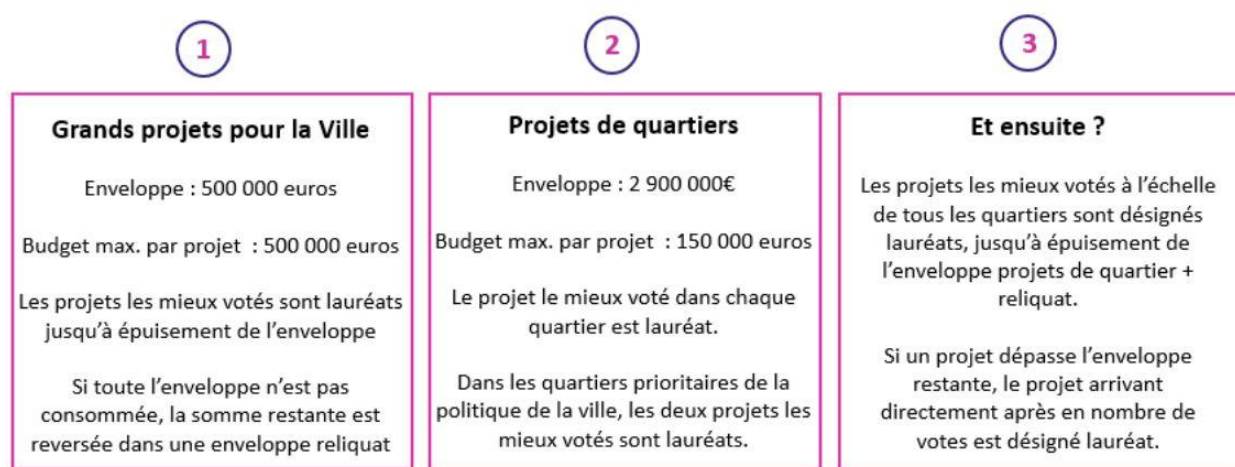 1
Grands projets pour la Ville
Enveloppe : 500 000 euros
Budget max. par projet : 500 000 euros
Les projets les mieux votés sont lauréats
jusqu’à épuisement de l’enveloppe
Si toute l’enveloppe n’est pas
consommée, la somme restante est
reversée dans une enveloppe reliquat
2
Projets de quartiers
Enveloppe : 2 900 000€
Budget max. par projet : 150 000 euros
Le projet le mieux voté dans chaque
quartier est lauréat.
Dans les quartiers prioritaires de la
politique de la ville, les deux projets les
mieux votés sont lauréats.
3
Et ensuite ?
Les projets les mieux votés à l’échelle
de tous les quartiers sont désignés
lauréats, jusqu’à épuisement de
l’enveloppe projets de quartier +
reliquat.
Si un projet dépasse l’enveloppe
restante, le projet arrivant
directement après en nombre de
votes est désigné lauréat.